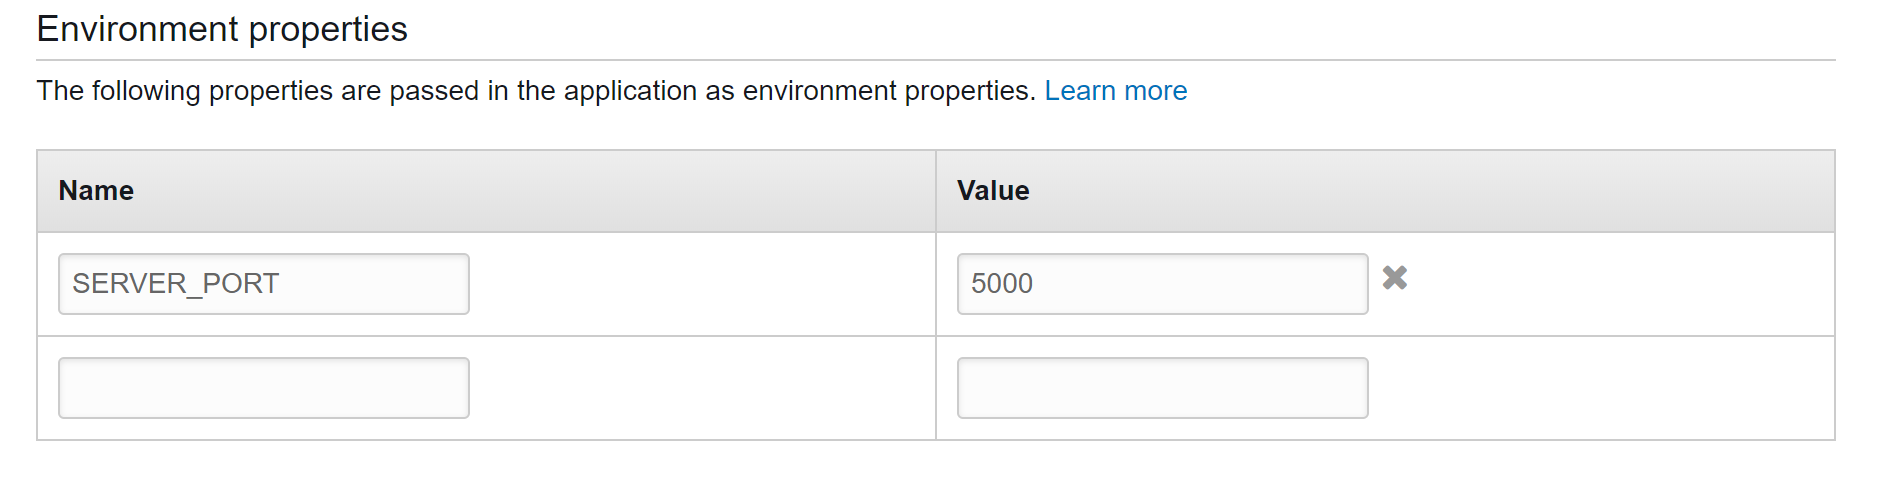 Environment properties
The following properties are passed in the application as environment properties. Learn more
Name Value
SERVER_PORT 5000